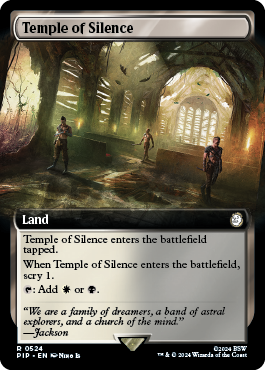 Temple of Silence
Land
Temple of Silence enters the battlefield
tapped.
When Temple of Silence enters the battlefield,
scry 1.
: Add or .
"We are a family of dreamers, a band of astral
explorers, and a church of the mind."
—Jackson
R 0524
PIP • EN Nino Is
©2024 BSW
™ & © 2024 Wizards of the Coast